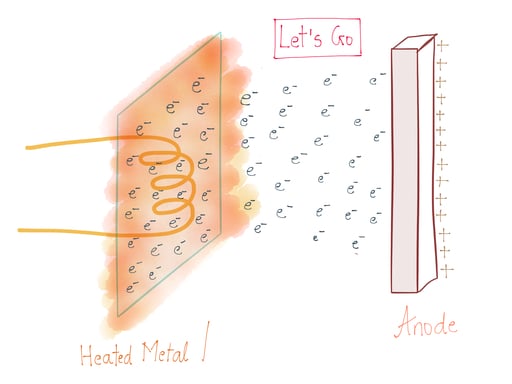 Let's Go
Heated Metal
Anode
e⁻ e⁻ e⁻ e⁻ e⁻ e⁻ e⁻ e⁻ e⁻ e⁻
+ + + + + + + + + +